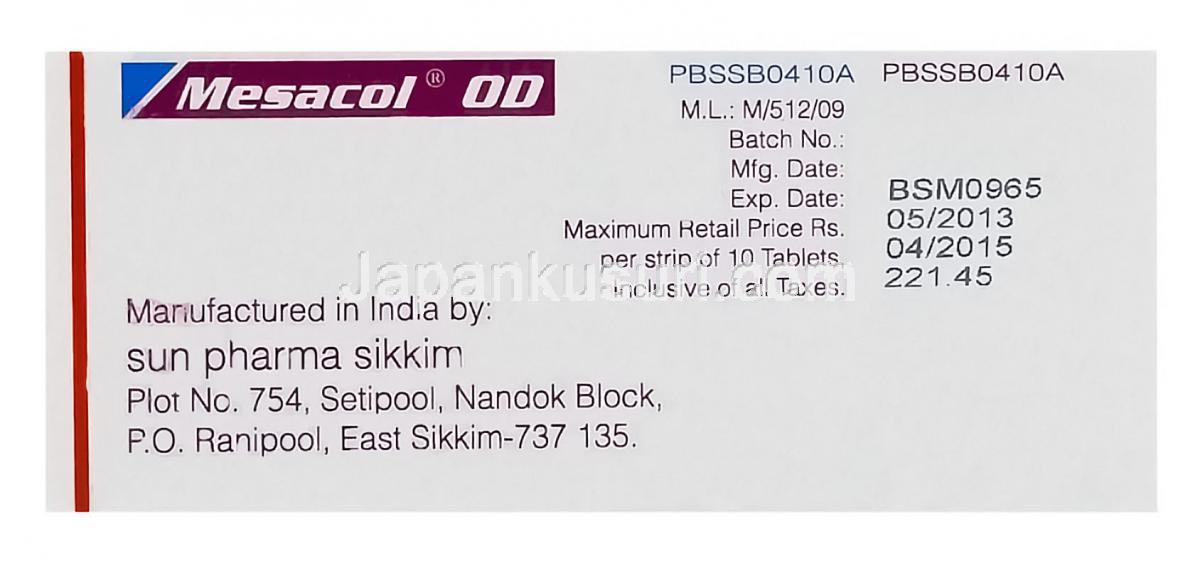 Mesacol® OD
PBSSB0410A PBSSB0410A
M.L.: M/512/09
Batch No.:
Mfg. Date:
Exp. Date:
Maximum Retail Price Rs.
per strip of 10 Tablets,
inclusive of all Taxes.
BSM0965
05/2013
04/2015
221.45
Japankusuri.com
Manufactured in India by:
sun pharma sikkim
Plot No. 754, Setipool, Nandok Block,
P.O. Ranipool, East Sikkim-737 135.